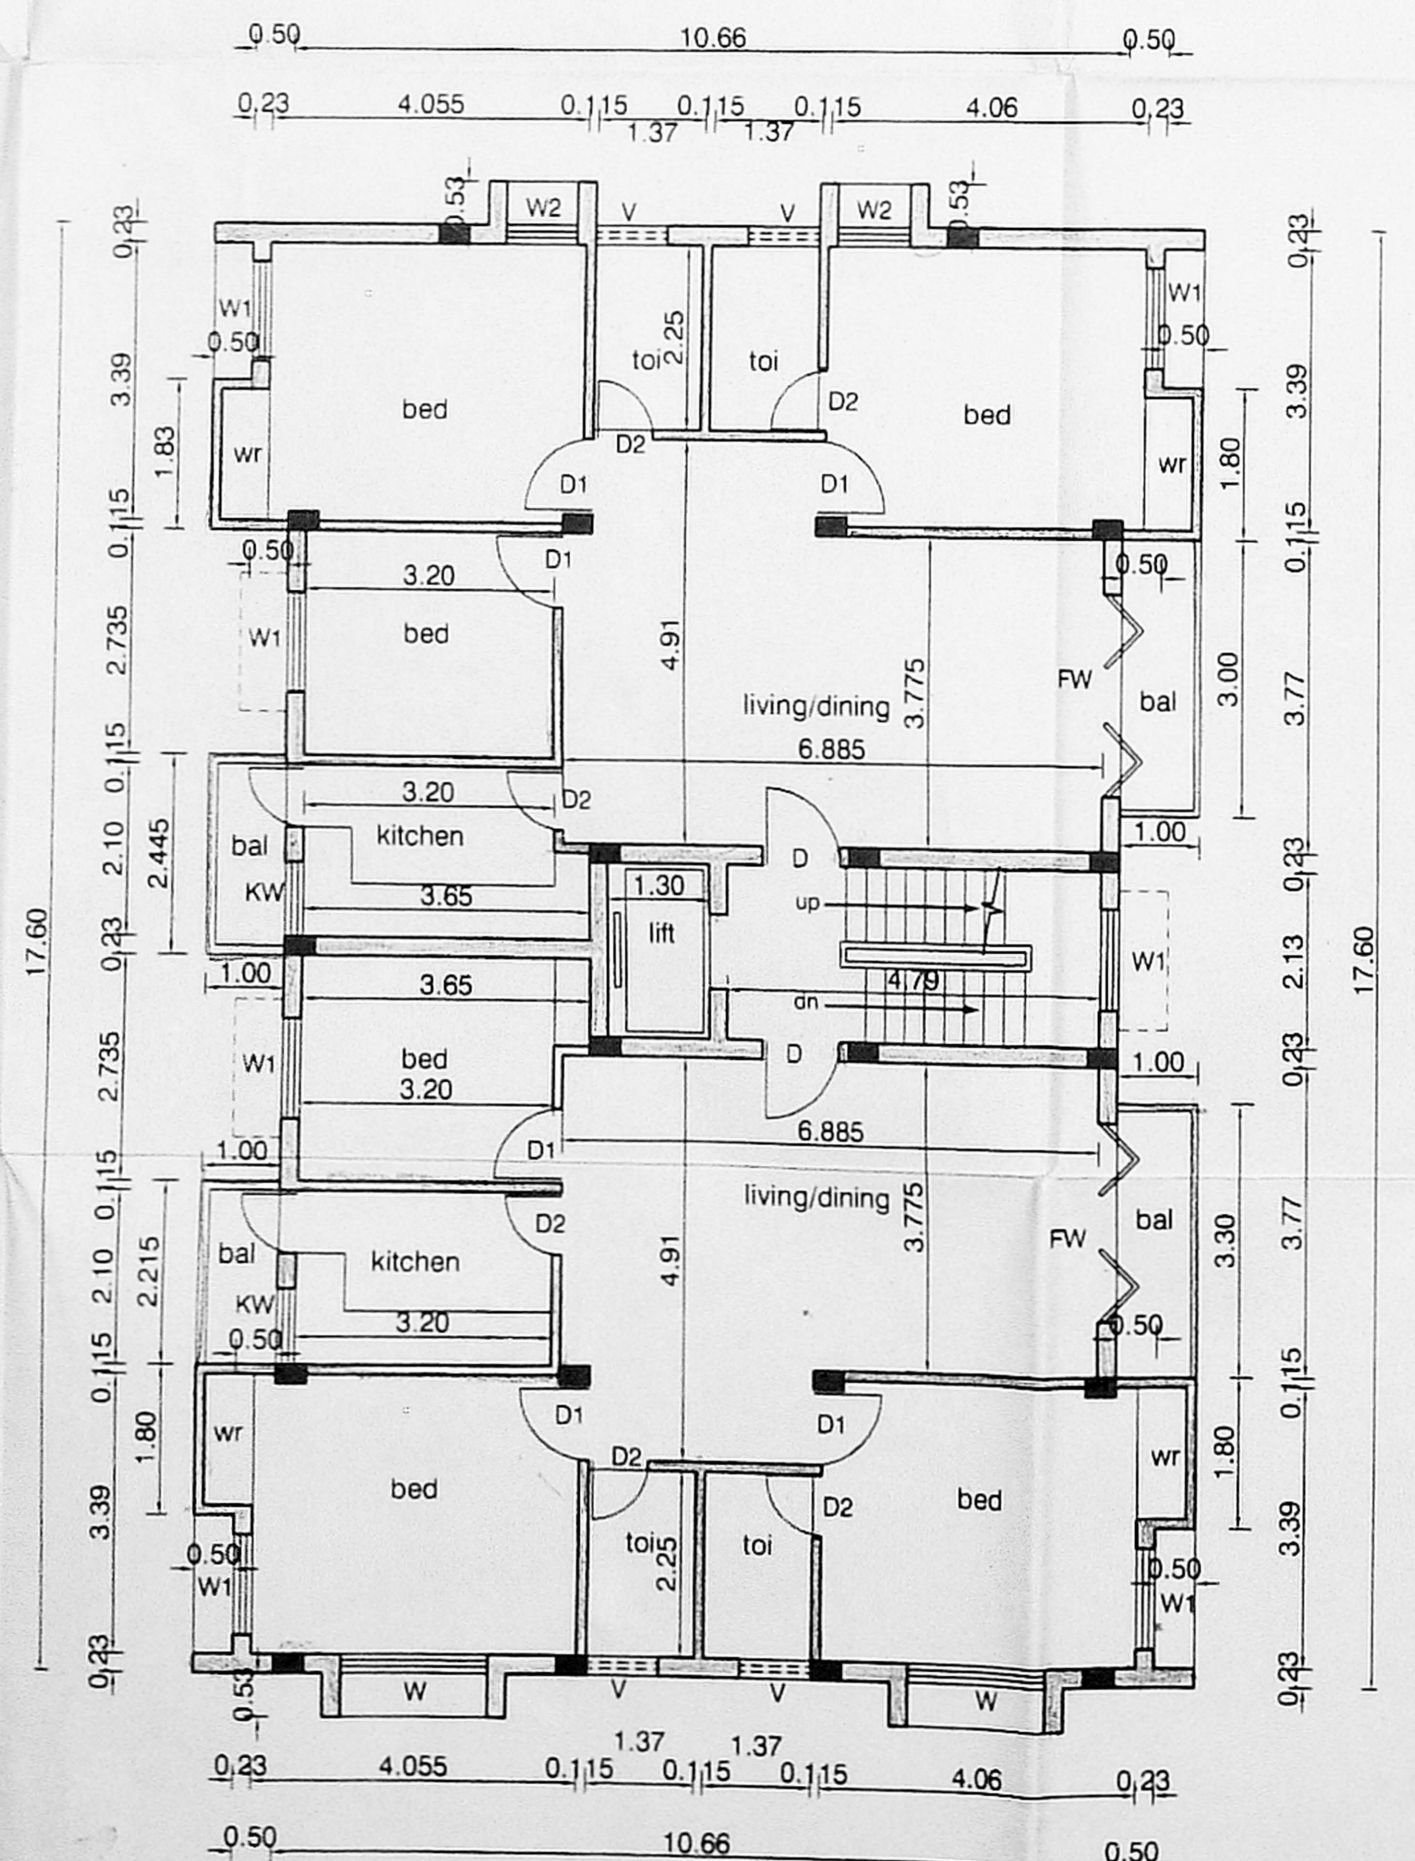 0.50 10.66 0.50
0.23 4.055 0.115 0.115 0.115 4.06 0.23
1.37 1.37
0.53 W2 V V W2 0.53
0.23 0.23
W1 W1
0.50 0.50
3.39 2.25 3.39
toi toi
bed D2 bed
1.83 wr D2 wr 1.80
D1 D1
0.115 0.115
0.50 D1 0.50
3.20
2.735 W1 bed 4.91
3.775 FW 3.00 3.77
living/dining bal
6.885
0.115
3.20 D2
2.10 2.445 bal kitchen 1.00
D 0.23
KW 3.65 1.30 up
17.60 0.23 lift 17.60
1.00 3.65 4.79 W1 2.13
dn
2.735 W1 bed D 0.23
3.20 1.00
1.00 D1 6.885
0.115 living/dining
D2 3.775 bal
2.10 2.215 bal kitchen 4.91 FW 3.30 3.77
KW
0.50 3.20 0.50
0.115 0.115
D1 D1
wr 1.80 D2 wr 1.80
3.39 bed bed 3.39
D2
0.50 toi 2.25 toi 0.50
W1 W1
0.23 0.23
0.53 W V V W
1.37 1.37
0.23 4.055 0.115 0.115 0.115 4.06 0.23
0.50 10.66 0.50